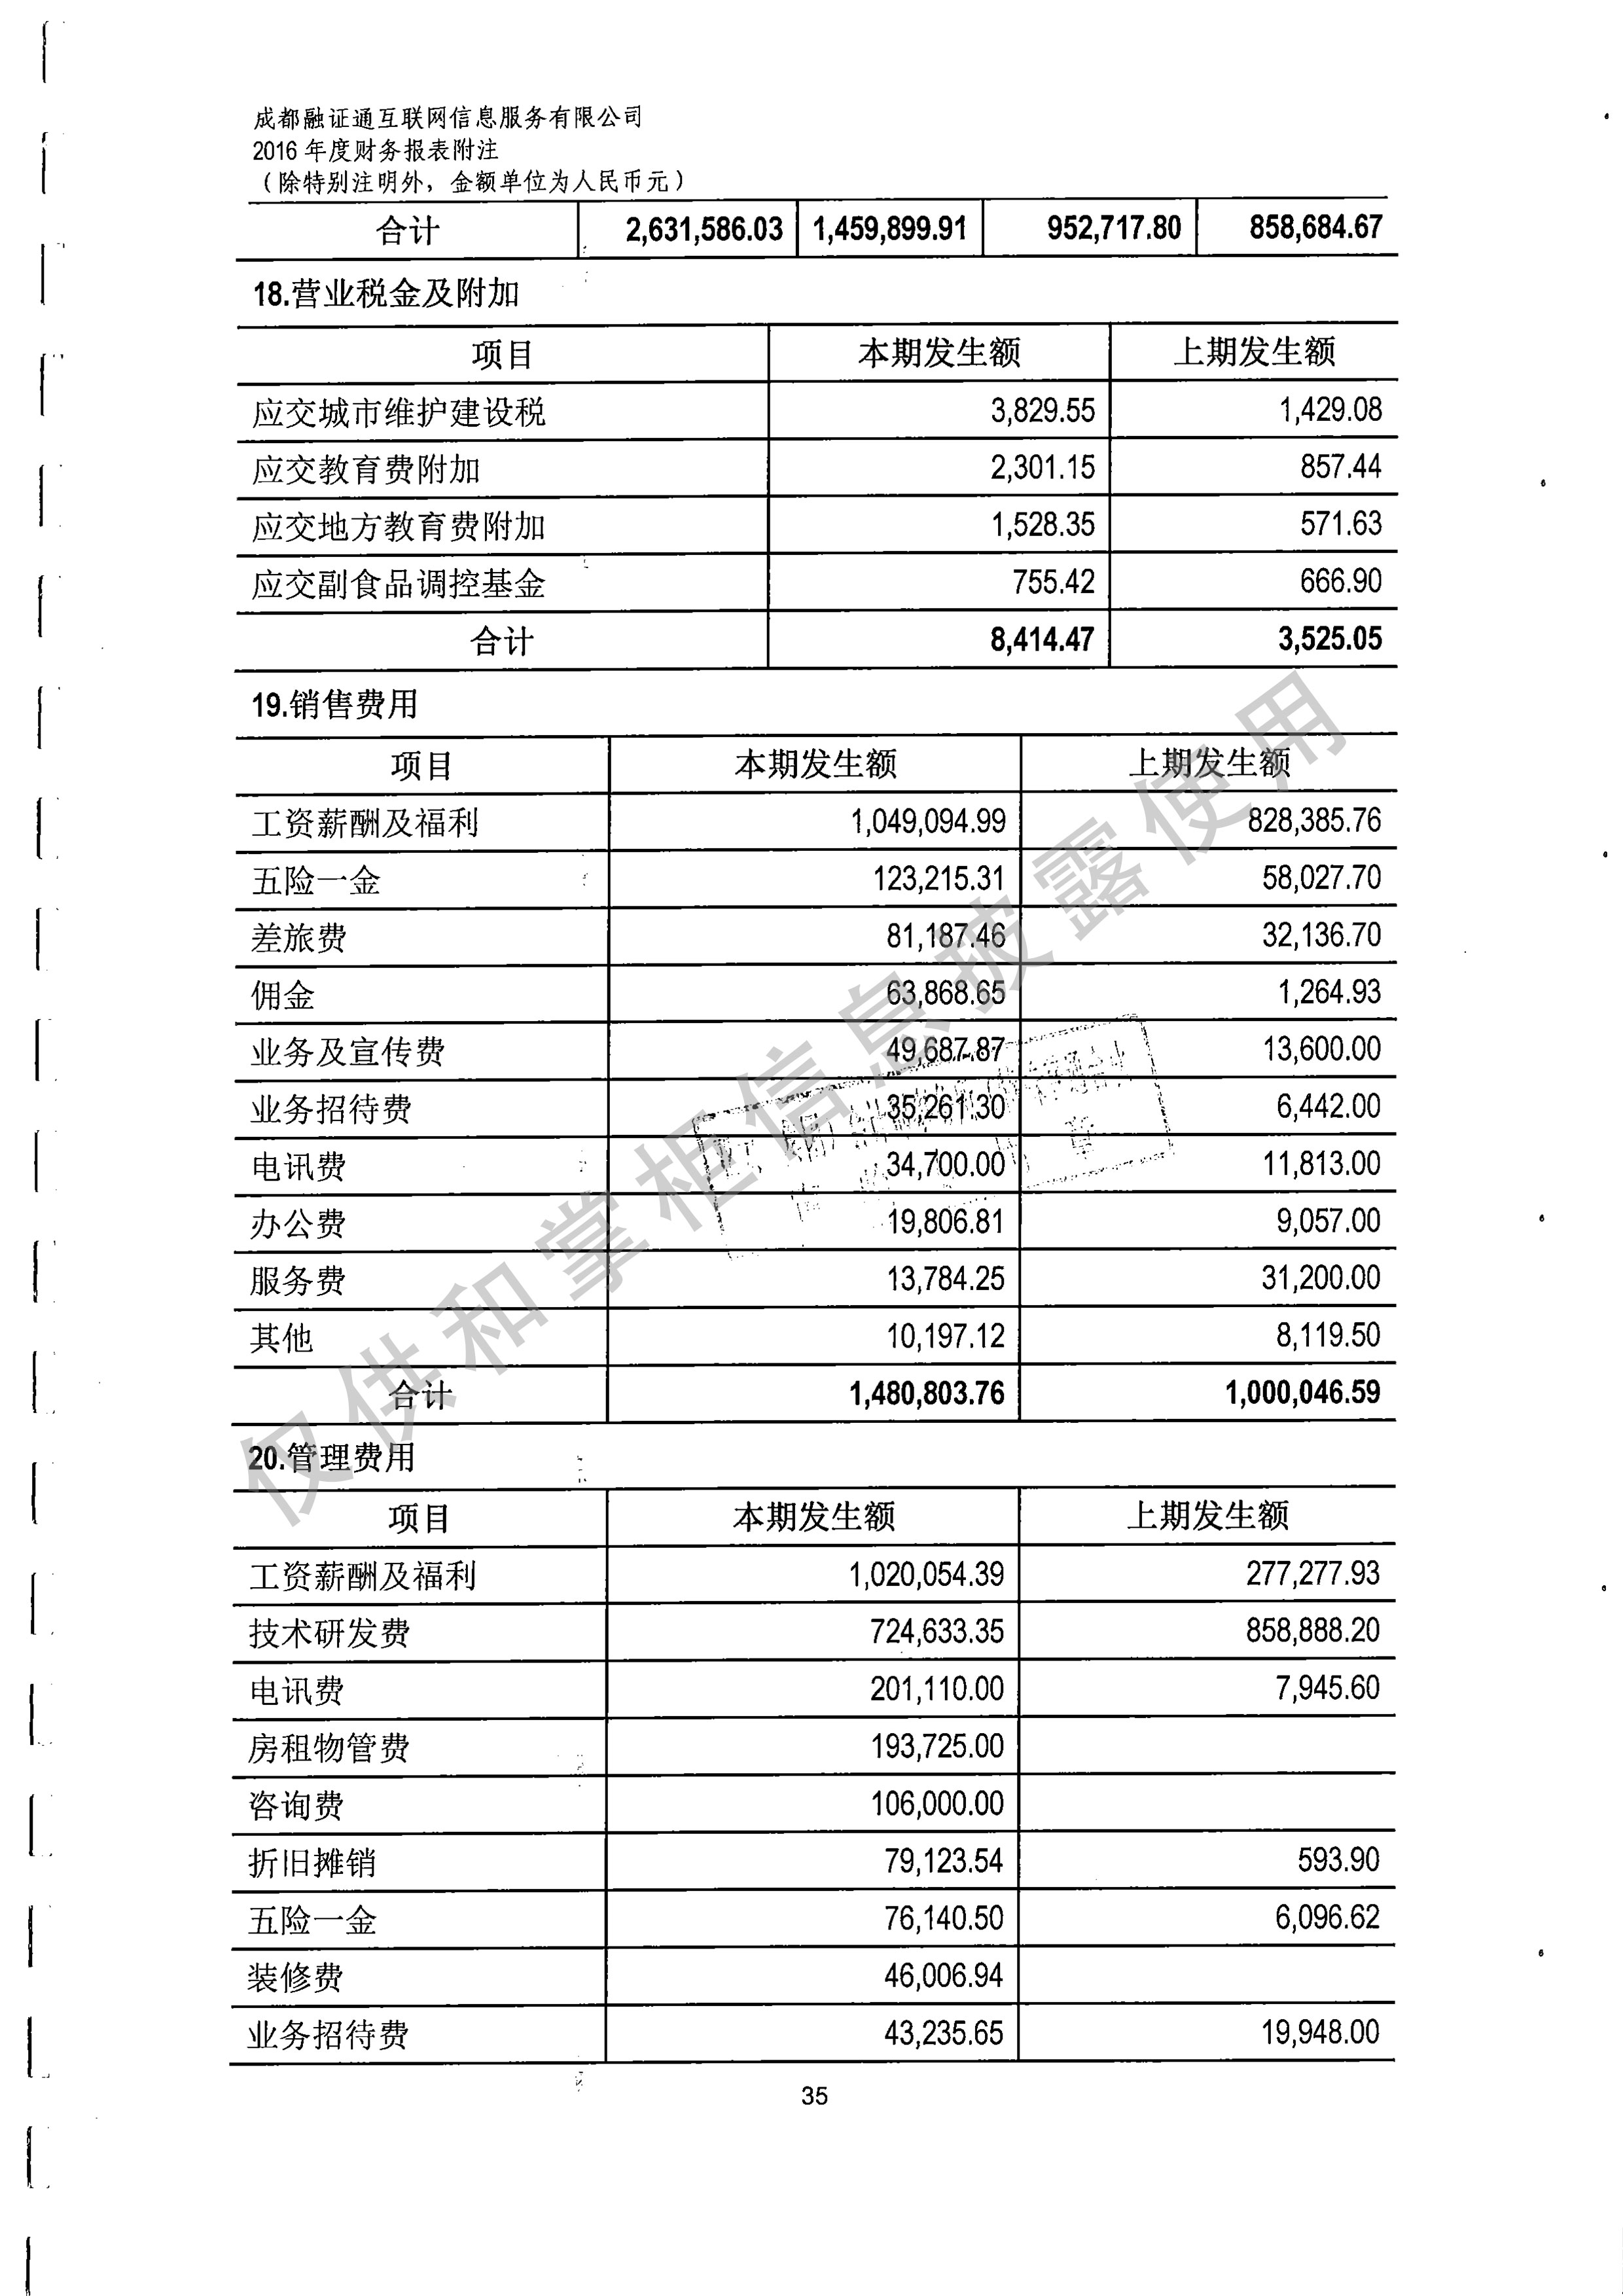 成都融证通互联网信息服务有限公司
2016 年度财务报表附注
（除特别注明外，金额单位为人民币元）
合计 2,631,586.03 1,459,899.91 952,717.80 858,684.67
18.营业税金及附加
项目 本期发生额 上期发生额
应交城市维护建设税 3,829.55 1,429.08
应交教育费附加 2,301.15 857.44
应交地方教育费附加 1,528.35 571.63
应交副食品调控基金 755.42 666.90
合计 8,414.47 3,525.05
19.销售费用
项目 本期发生额 上期发生额
工资薪酬及福利 1,049,094.99 828,385.76
五险一金 123,215.31 58,027.70
差旅费 81,187.46 32,136.70
佣金 63,868.65 1,264.93
业务及宣传费 49,687.87 13,600.00
业务招待费 35,261.30 6,442.00
电讯费 34,700.00 11,813.00
办公费 19,806.81 9,057.00
服务费 13,784.25 31,200.00
其他 10,197.12 8,119.50
合计 1,480,803.76 1,000,046.59
20.管理费用
项目 本期发生额 上期发生额
工资薪酬及福利 1,020,054.39 277,277.93
技术研发费 724,633.35 858,888.20
电讯费 201,110.00 7,945.60
房租物管费 193,725.00
咨询费 106,000.00
折旧摊销 79,123.54 593.90
五险一金 76,140.50 6,096.62
装修费 46,006.94
业务招待费 43,235.65 19,948.00
35
仅供和掌柜信息披露使用